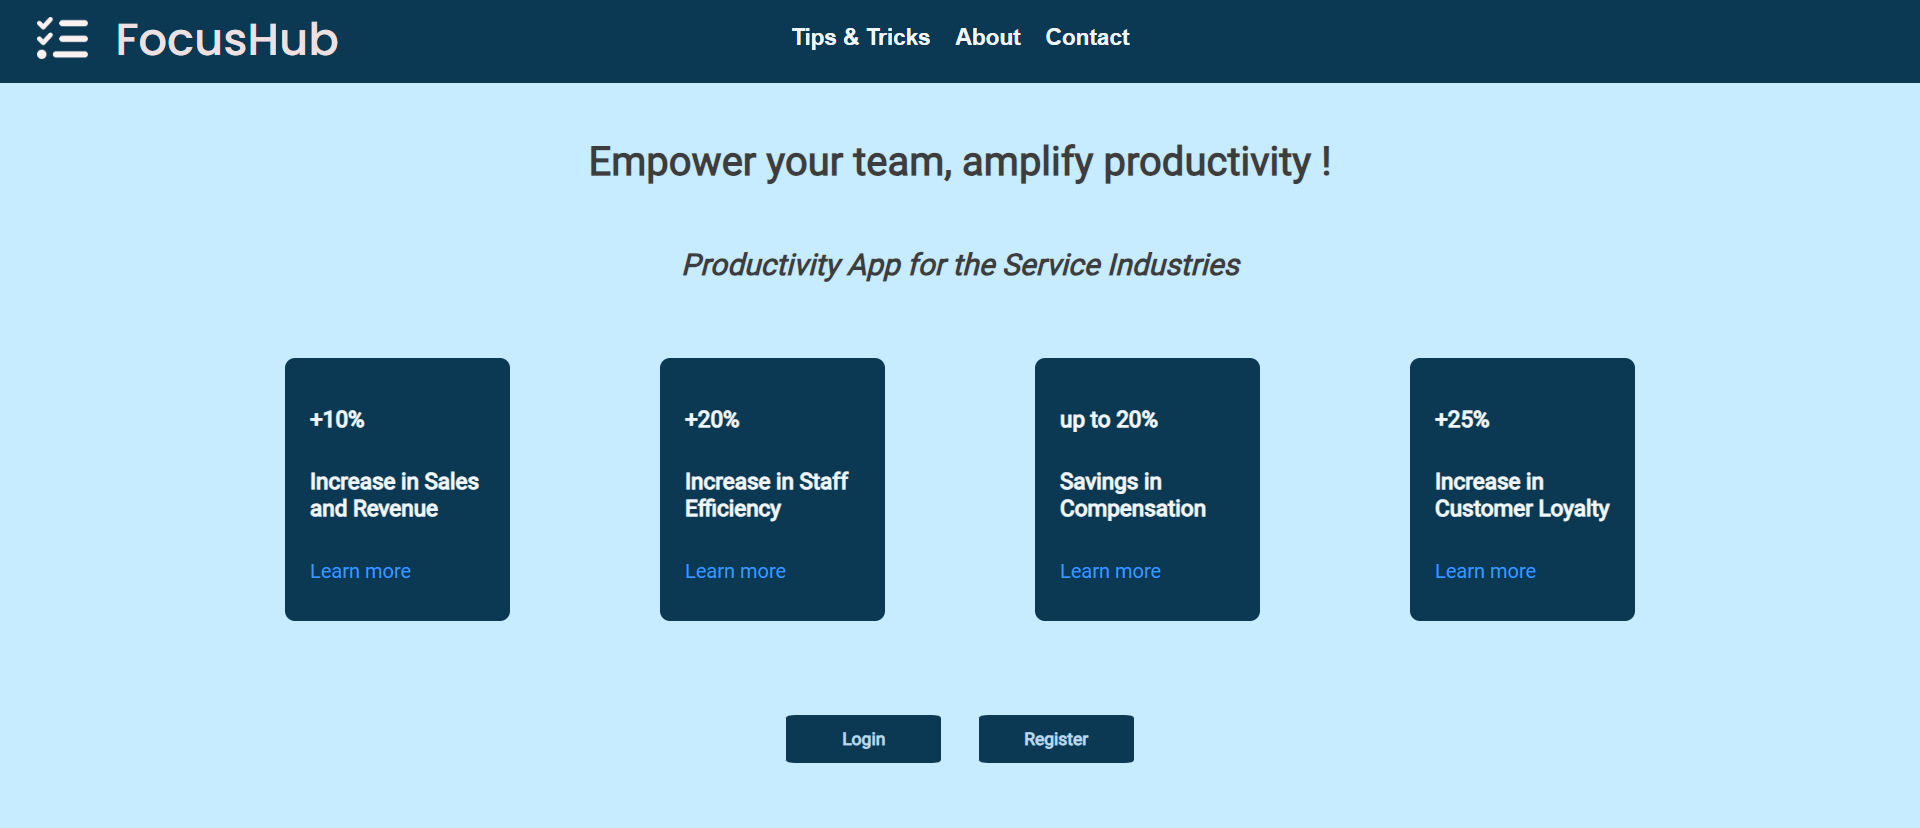 FocusHub
Tips & Tricks About Contact
Empower your team, amplify productivity !
Productivity App for the Service Industries
+10%
Increase in Sales
and Revenue
Learn more
+20%
Increase in Staff
Efficiency
Learn more
up to 20%
Savings in
Compensation
Learn more
+25%
Increase in
Customer Loyalty
Learn more
Login
Register